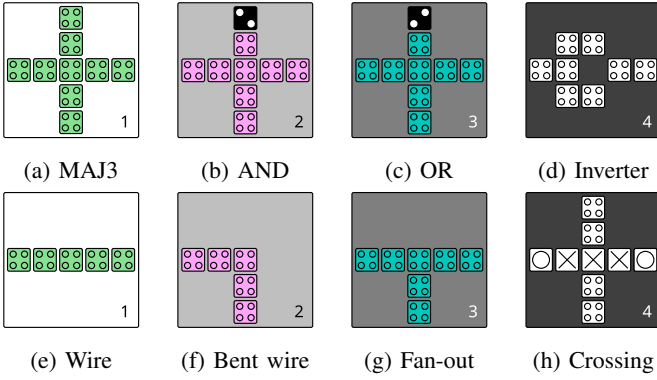 1 2 3 4
(a) MAJ3 (b) AND (c) OR (d) Inverter
1 2 3 4
(e) Wire (f) Bent wire (g) Fan-out (h) Crossing